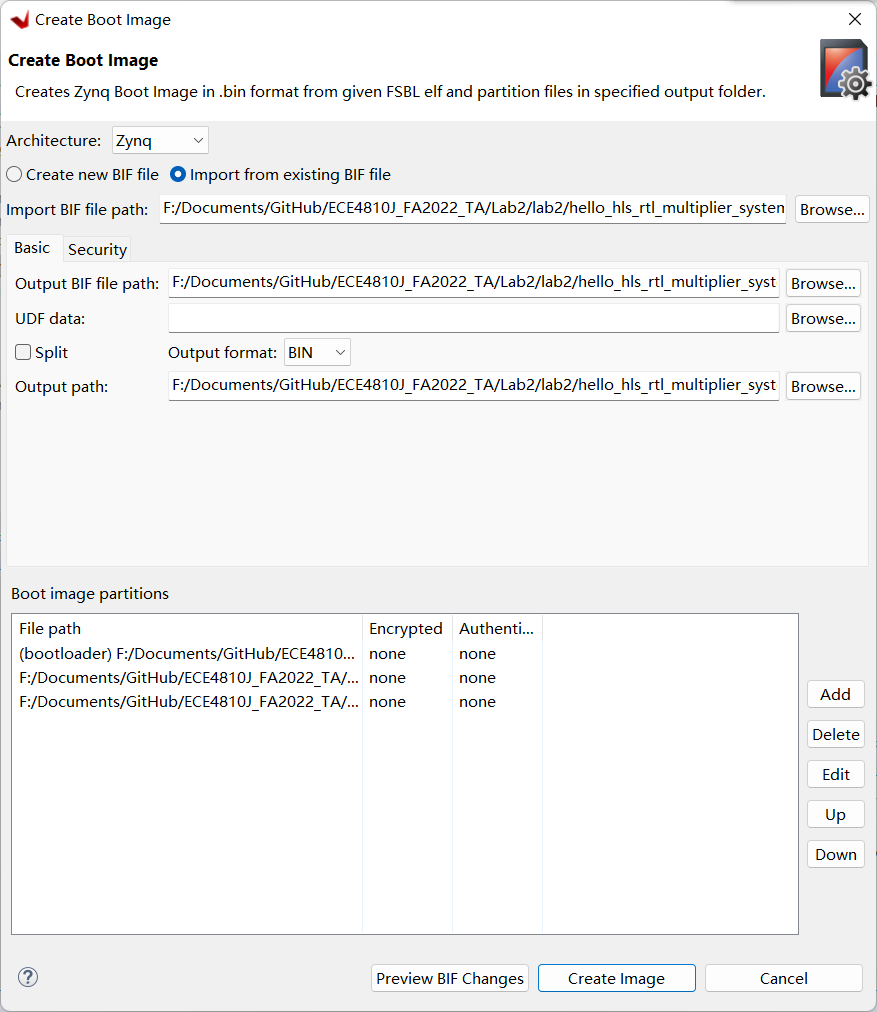 Create Boot Image
Create Boot Image
Creates Zynq Boot Image in .bin format from given FSBL elf and partition files in specified output folder.
Architecture: Zynq
Create new BIF file Import from existing BIF file
Import BIF file path: F:/Documents/GitHub/ECE4810J_FA2022_TA/Lab2/lab2/hello_hls_rtl_multiplier_system Browse...
Basic Security
Output BIF file path: F:/Documents/GitHub/ECE4810J_FA2022_TA/Lab2/lab2/hello_hls_rtl_multiplier_syst Browse...
UDF data: Browse...
Split Output format: BIN
Output path: F:/Documents/GitHub/ECE4810J_FA2022_TA/Lab2/lab2/hello_hls_rtl_multiplier_syst Browse...
Boot image partitions
File path Encrypted Authenti...
(bootloader) F:/Documents/GitHub/ECE4810... none none
F:/Documents/GitHub/ECE4810J_FA2022_TA/... none none
F:/Documents/GitHub/ECE4810J_FA2022_TA/... none none
Add
Delete
Edit
Up
Down
? Preview BIF Changes Create Image Cancel